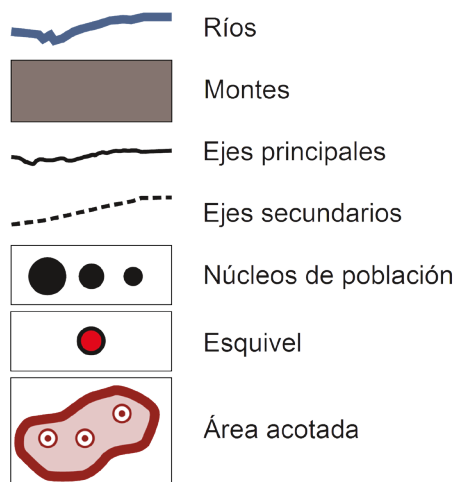 Ríos
Montes
Ejes principales
Ejes secundarios
Núcleos de población
Esquivel
Área acotada